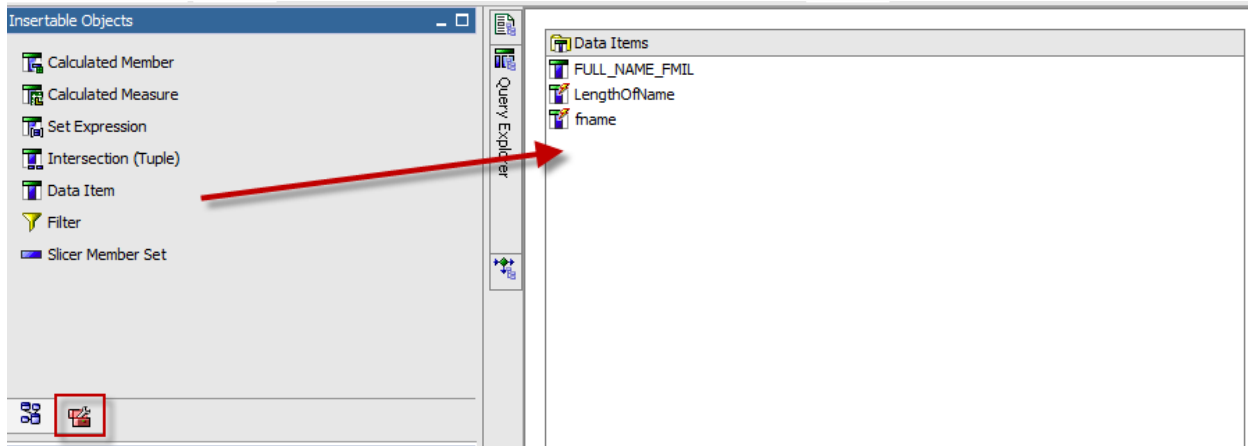 Insertable Objects
Calculated Member
Calculated Measure
Set Expression
Intersection (Tuple)
Data Item
Filter
Slicer Member Set
Query Explorer
Data Items
FULL_NAME_FMIL
LengthOfName
fname